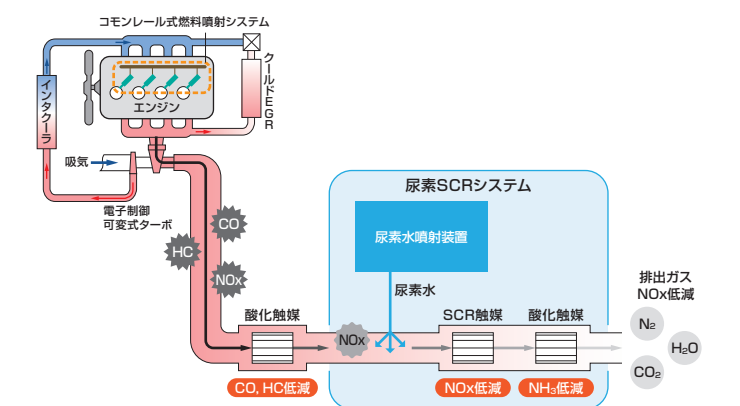 コモンレール式燃料噴射システム
クールドEGR
インタクーラ
エンジン
吸気
電子制御
可変式ターボ
CO
HC
NOx
尿素SCRシステム
尿素水噴射装置
尿素水
酸化触媒
NOx
SCR触媒
酸化触媒
CO, HC低減
NOx低減
NH₃低減
排出ガス
NOx低減
N₂
H₂O
CO₂